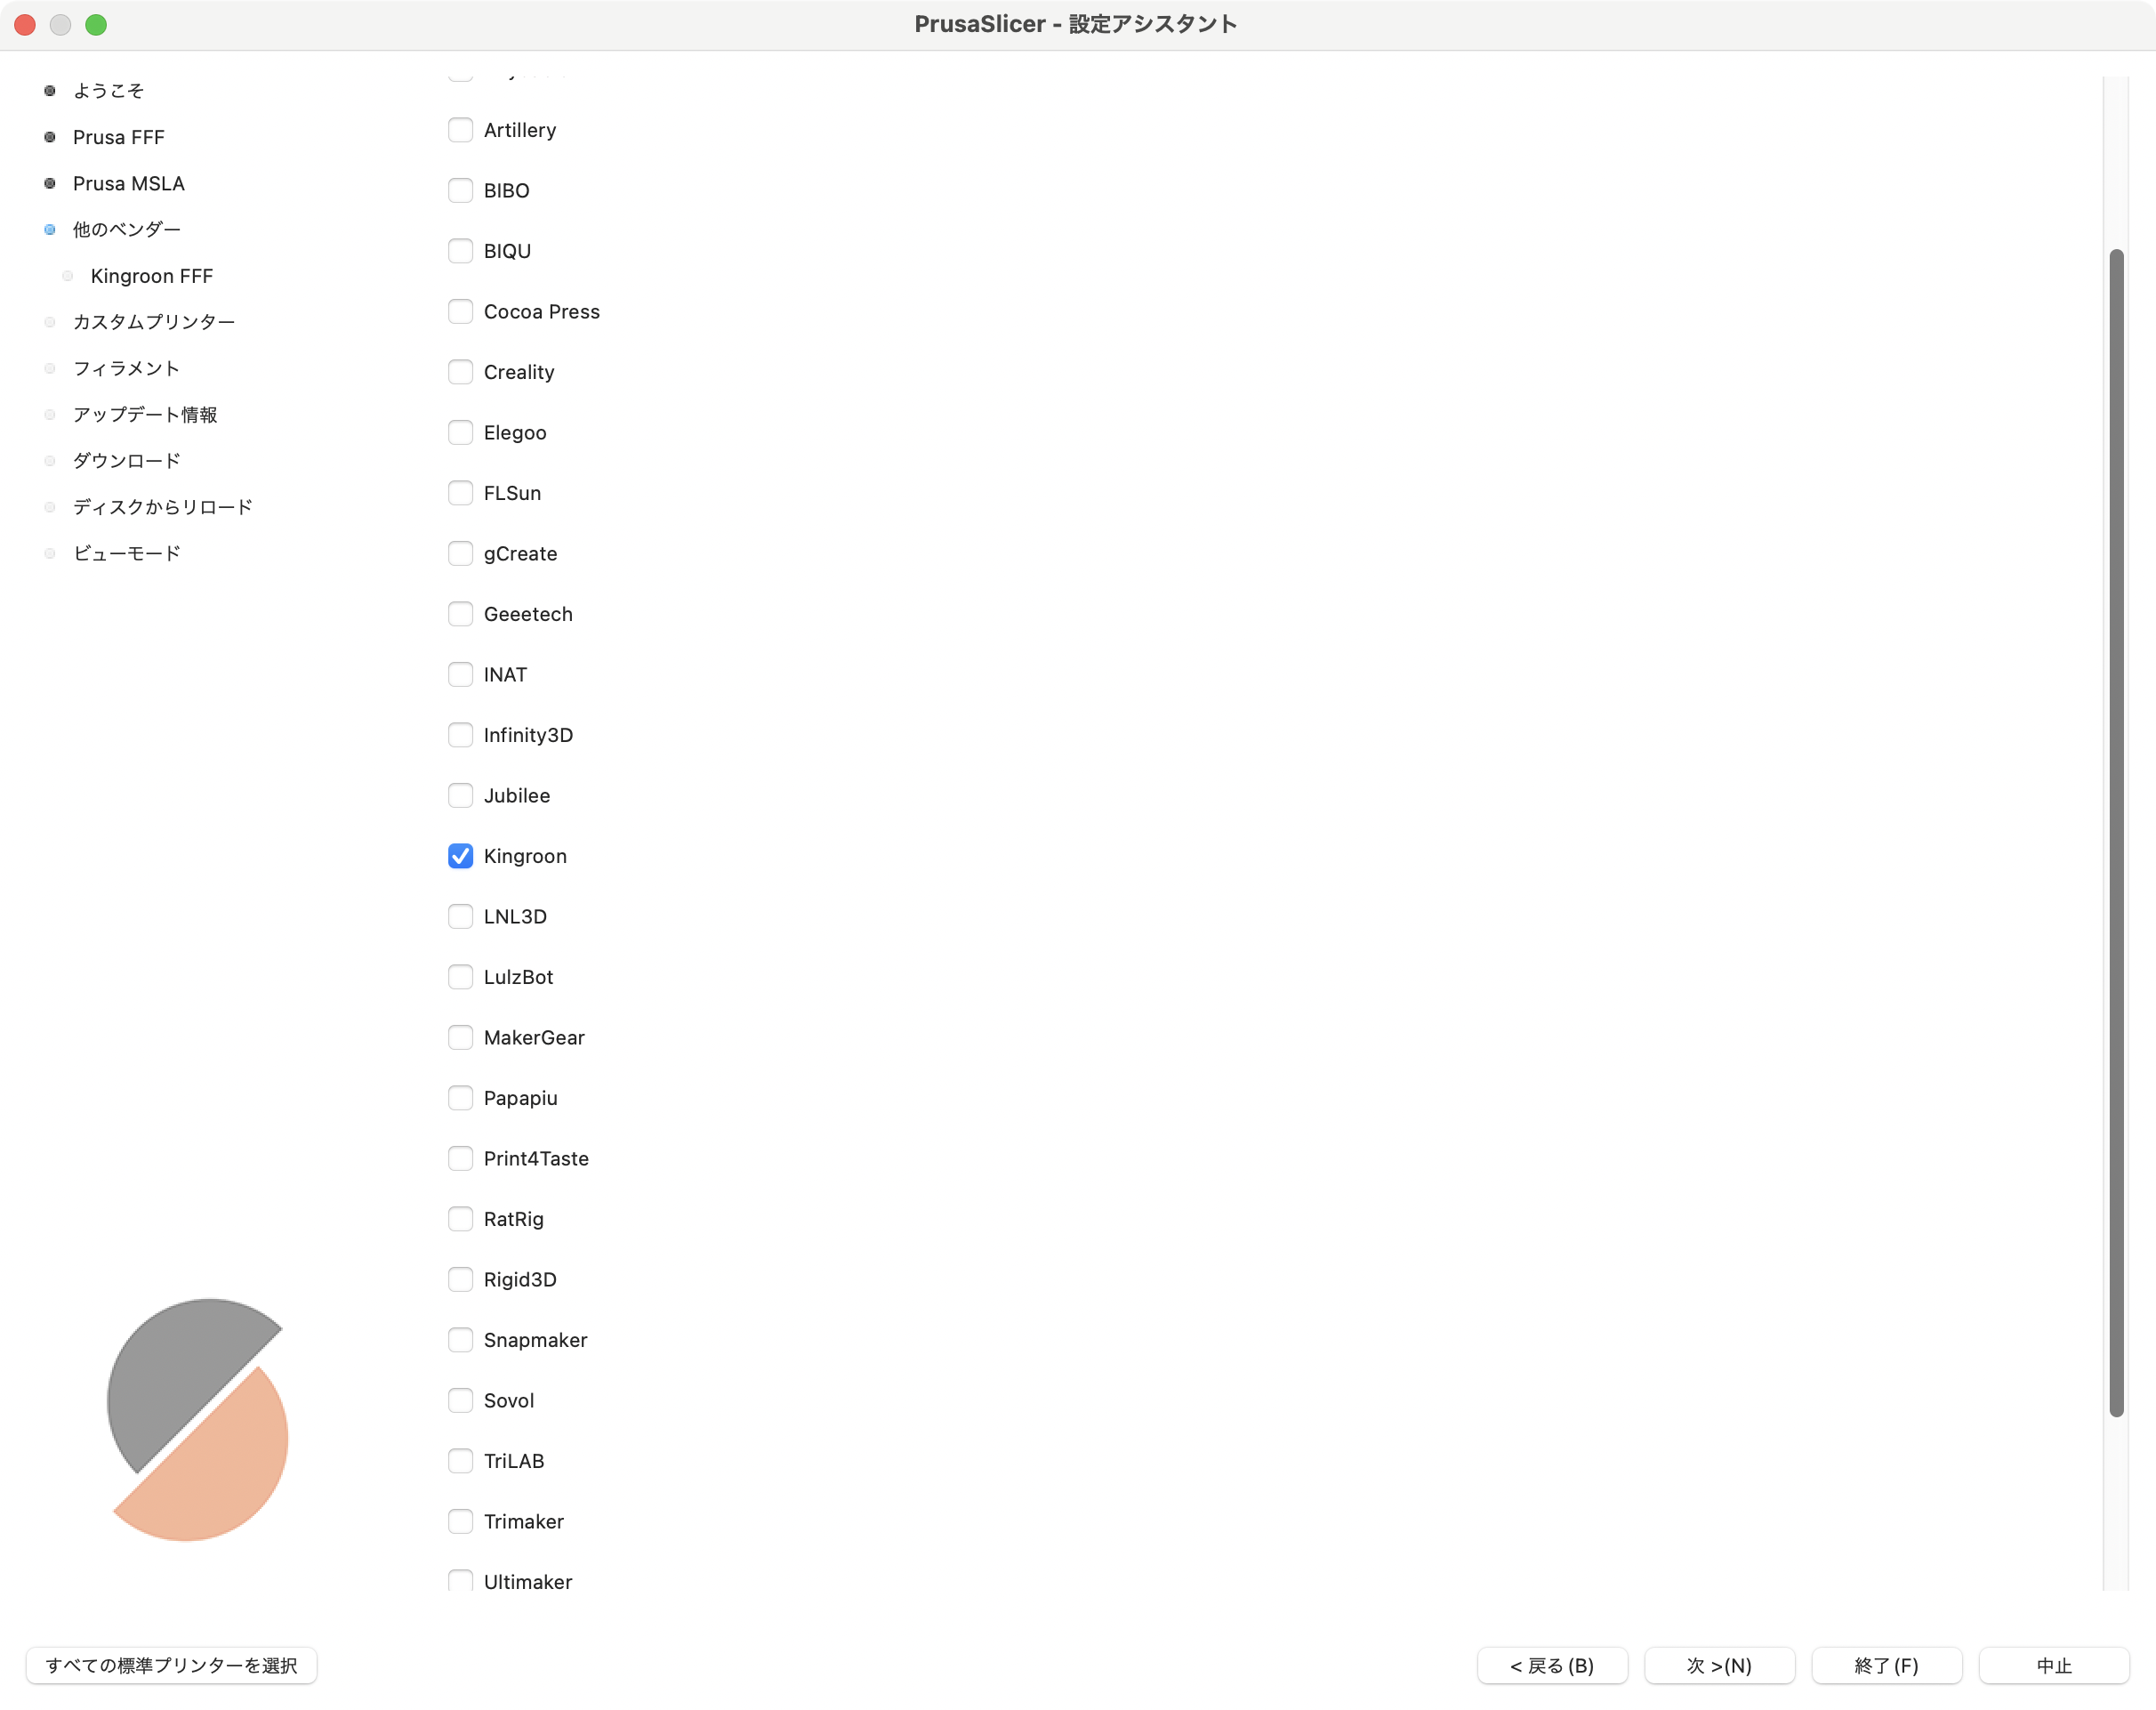 PrusaSlicer - 設定アシスタント
ようこそ
Prusa FFF
Prusa MSLA
他のベンダー
Kingroon FFF
カスタムプリンター
フィラメント
アップデート情報
ダウンロード
ディスクからリロード
ビューモード
Artillery
BIBO
BIQU
Cocoa Press
Creality
Elegoo
FLSun
gCreate
Geeetech
INAT
Infinity3D
Jubilee
Kingroon
LNL3D
LulzBot
MakerGear
Papapiu
Print4Taste
RatRig
Rigid3D
Snapmaker
Sovol
TriLAB
Trimaker
Ultimaker
すべての標準プリンターを選択
< 戻る (B)
次 >(N)
終了 (F)
中止